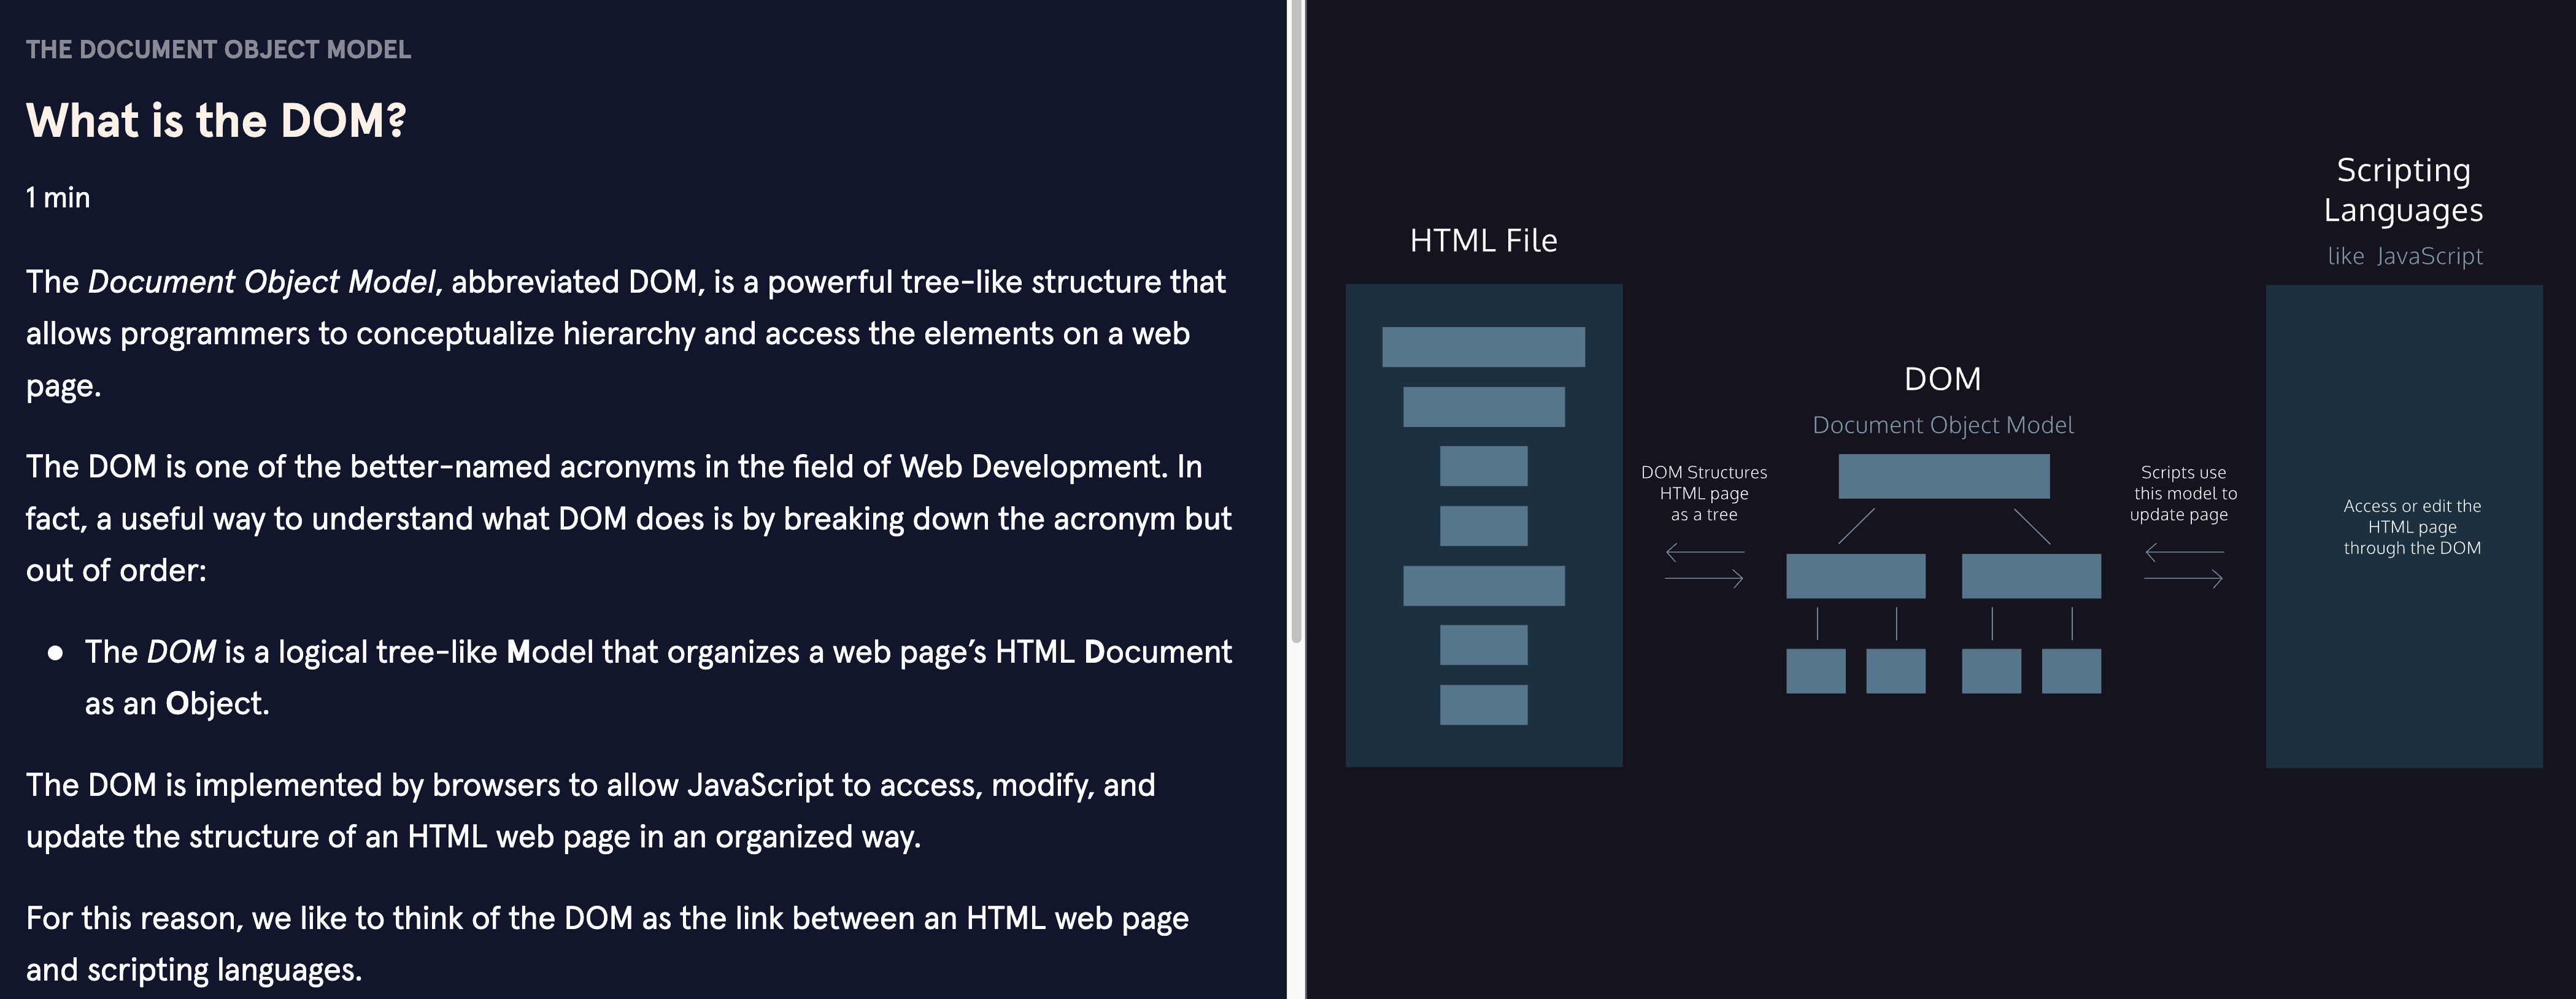 THE DOCUMENT OBJECT MODEL
What is the DOM?
1 min
The Document Object Model, abbreviated DOM, is a powerful tree-like structure that
allows programmers to conceptualize hierarchy and access the elements on a web
page.
The DOM is one of the better-named acronyms in the field of Web Development. In
fact, a useful way to understand what DOM does is by breaking down the acronym but
out of order:
● The DOM is a logical tree-like Model that organizes a web page’s HTML Document
as an Object.
The DOM is implemented by browsers to allow JavaScript to access, modify, and
update the structure of an HTML web page in an organized way.
For this reason, we like to think of the DOM as the link between an HTML web page
and scripting languages.
HTML File
DOM Structures
HTML page
as a tree
DOM
Document Object Model
Scripts use
this model to
update page
Scripting
Languages
like JavaScript
Access or edit the
HTML page
through the DOM